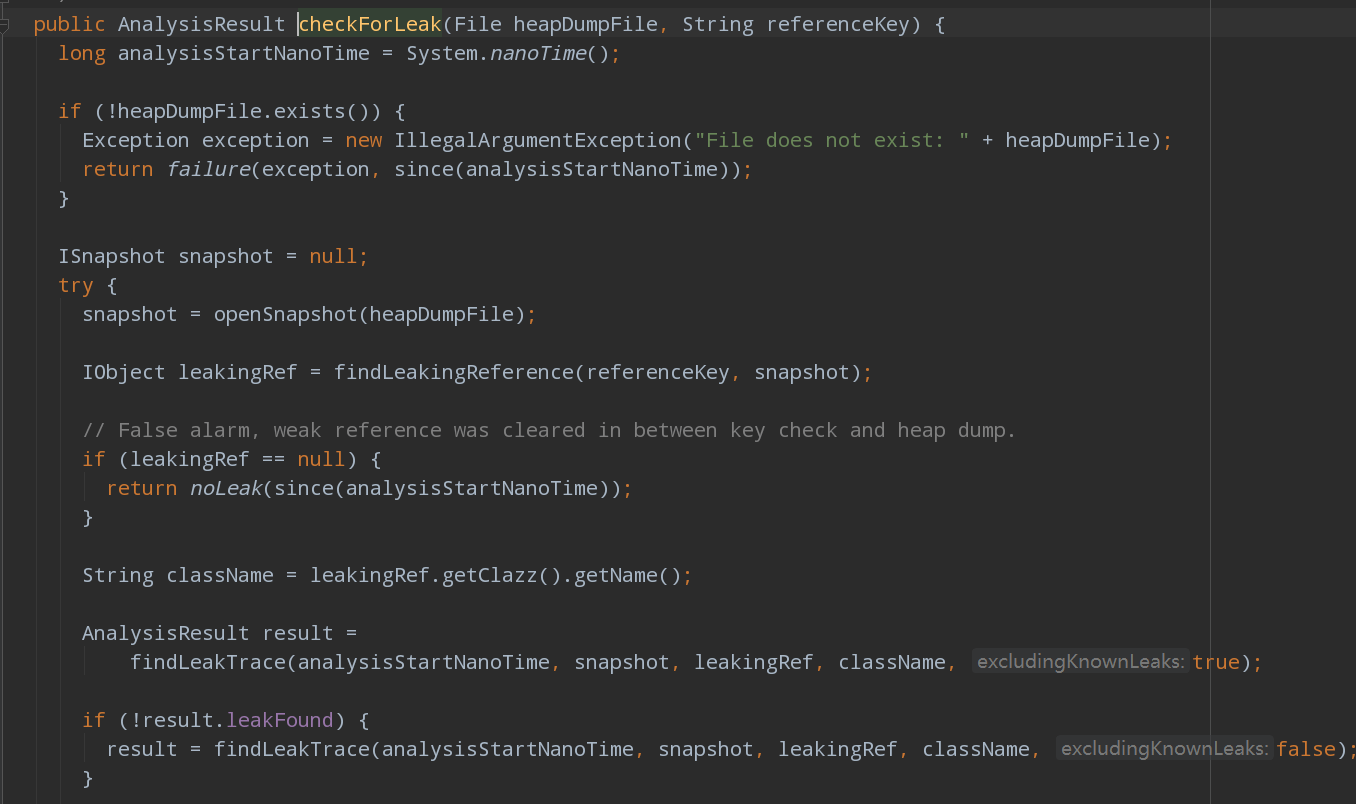 public AnalysisResult checkForLeak(File heapDumpFile, String referenceKey) {
long analysisStartNanoTime = System.nanoTime();
if (!heapDumpFile.exists()) {
Exception exception = new IllegalArgumentException("File does not exist: " + heapDumpFile);
return failure(exception, since(analysisStartNanoTime));
}
ISnapshot snapshot = null;
try {
snapshot = openSnapshot(heapDumpFile);
IObject leakingRef = findLeakingReference(referenceKey, snapshot);
// False alarm, weak reference was cleared in between key check and heap dump.
if (leakingRef == null) {
return noLeak(since(analysisStartNanoTime));
}
String className = leakingRef.getClazz().getName();
AnalysisResult result =
findLeakTrace(analysisStartNanoTime, snapshot, leakingRef, className, excludingKnownLeaks: true);
if (!result.leakFound) {
result = findLeakTrace(analysisStartNanoTime, snapshot, leakingRef, className, excludingKnownLeaks: false);
}